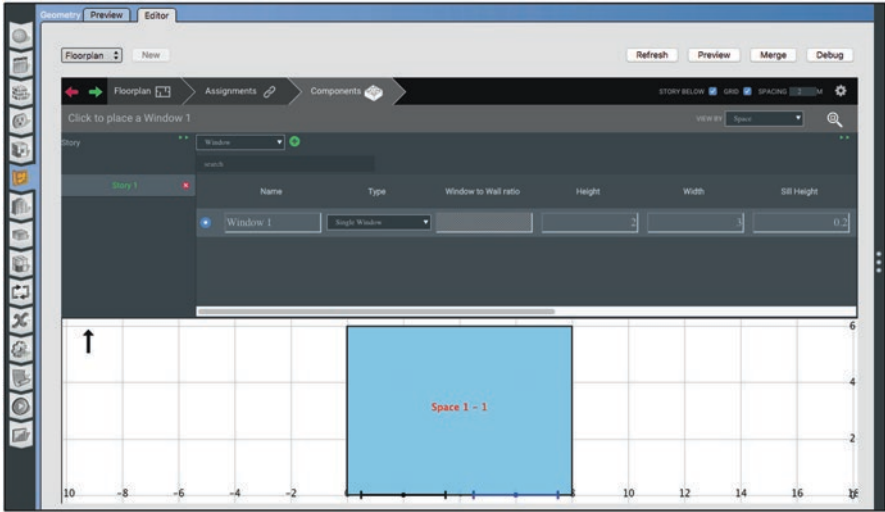 Geometry Preview Editor
Floorplan New Refresh Preview Merge Debug
Floorplan Assignments Components STORY BELOW GRID SPACING 2 M
Click to place a Window 1 VIEW BY Space
Story Window
search
Story 1 Name Type Window to Wall ratio Height Width Sill Height
Window 1 Single Window 2 3 0.2
6
4
Space 1 - 1
2
10 -8 -6 -4 -2 8 10 12 14 16